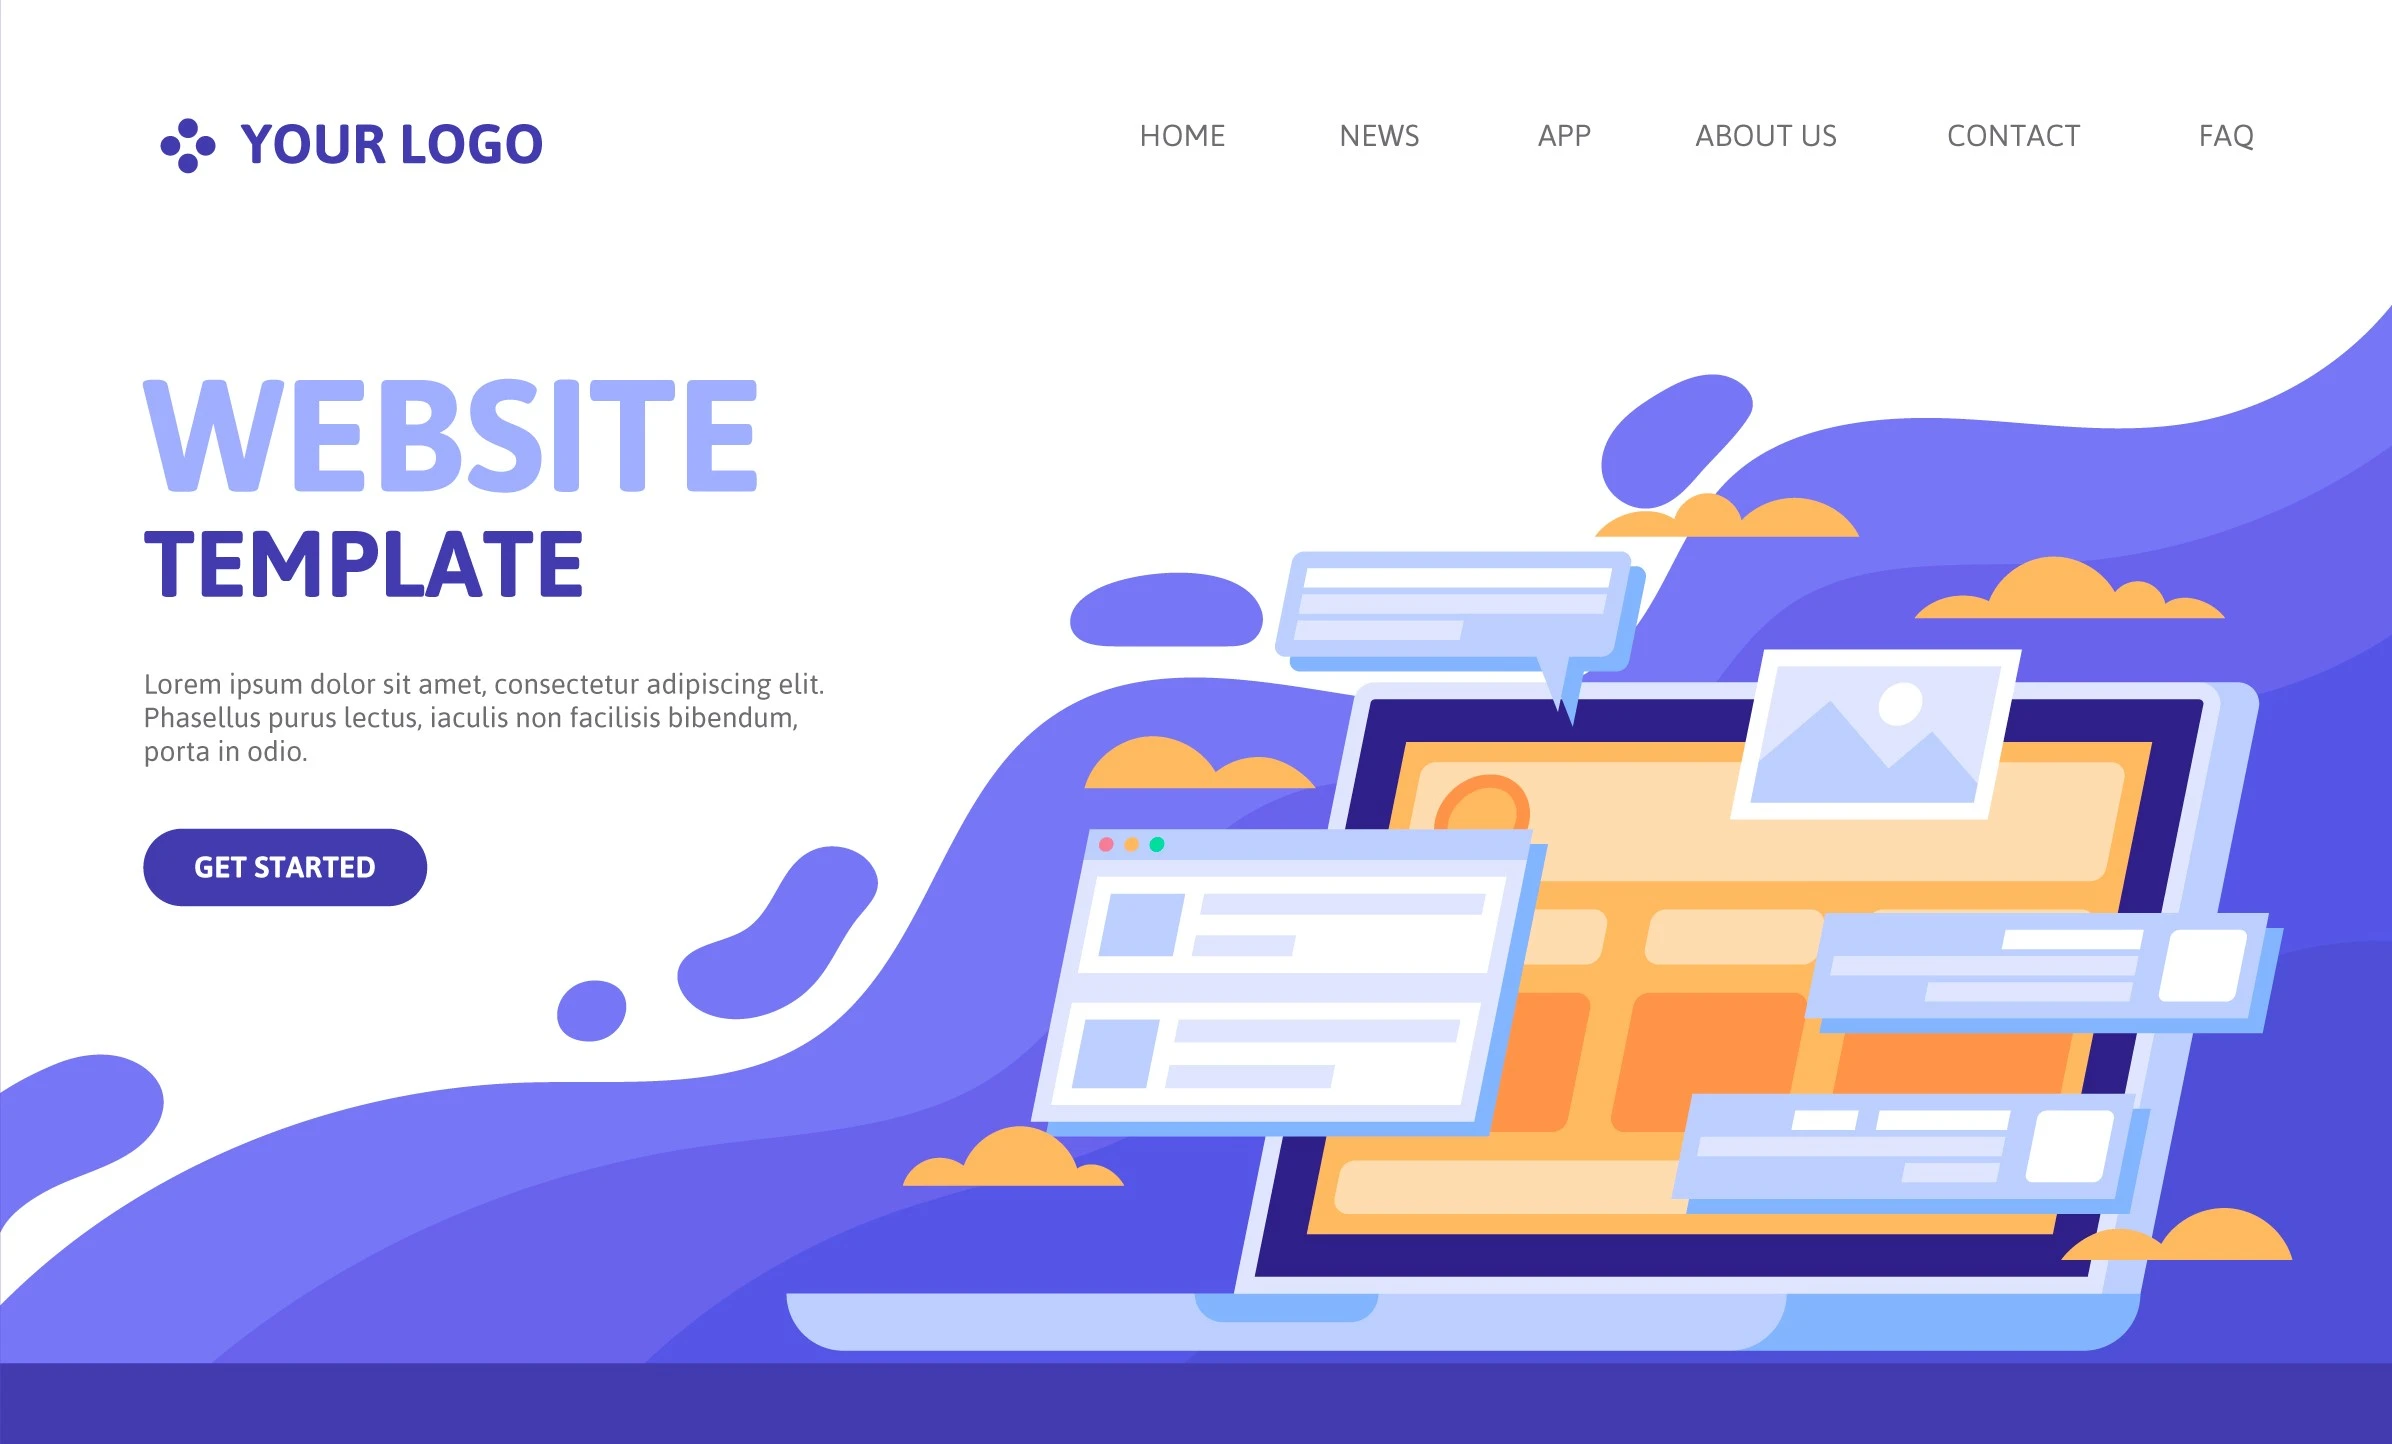 YOUR LOGO
HOME NEWS APP ABOUT US CONTACT FAQ
WEBSITE
TEMPLATE
Lorem ipsum dolor sit amet, consectetur adipiscing elit.
Phasellus purus lectus, iaculis non facilisis bibendum,
porta in odio.
GET STARTED